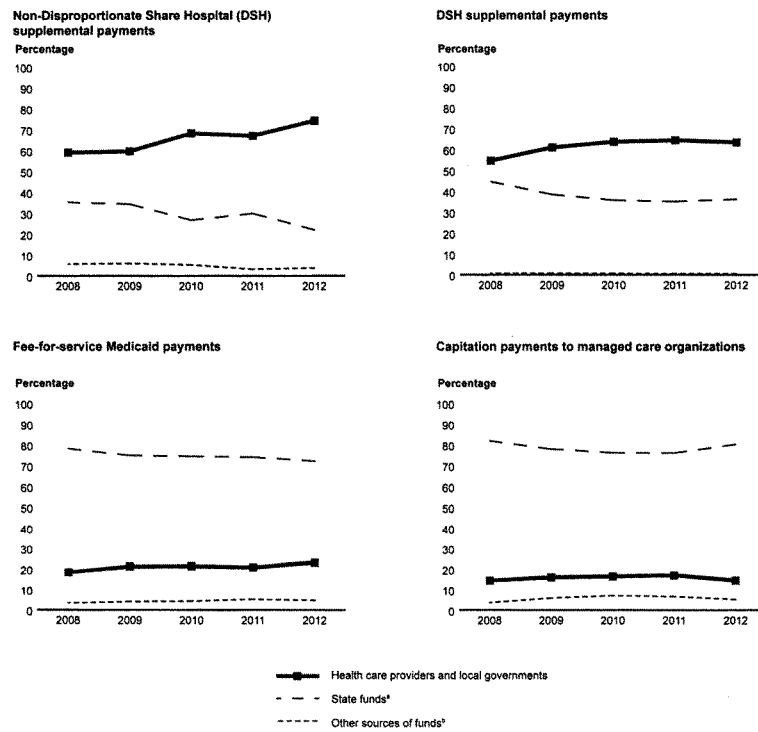 Non-Disproportionate Share Hospital (DSH)
supplemental payments
Percentage
100
90
80
70
60
50
40
30
20
10
0
2008 2009 2010 2011 2012
DSH supplemental payments
Percentage
100
90
80
70
60
50
40
30
20
10
0
2008 2009 2010 2011 2012
Fee-for-service Medicaid payments
Percentage
100
90
80
70
60
50
40
30
20
10
0
2008 2009 2010 2011 2012
Capitation payments to managed care organizations
Percentage
100
90
80
70
60
50
40
30
20
10
0
2008 2009 2010 2011 2012
Health care providers and local governments
State fundsᵃ
Other sources of fundsᵇ